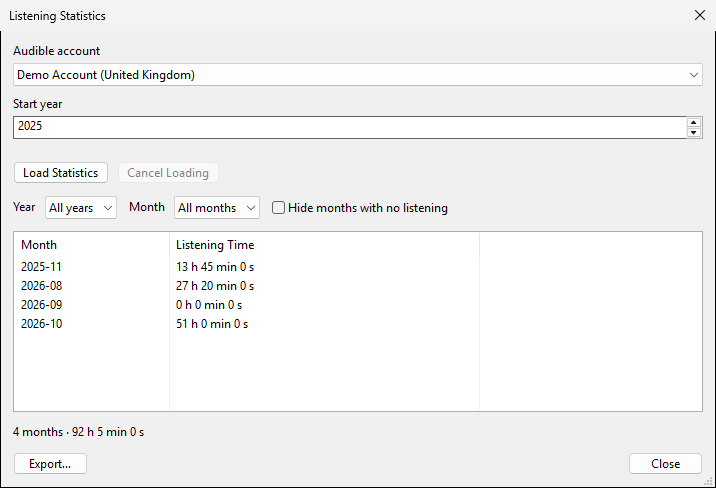 Listening Statistics
Audible account
Demo Account (United Kingdom)
Start year
2025
Load Statistics Cancel Loading
Year All years Month All months Hide months with no listening
Month Listening Time
2025-11 13 h 45 min 0 s
2026-08 27 h 20 min 0 s
2026-09 0 h 0 min 0 s
2026-10 51 h 0 min 0 s
4 months · 92 h 5 min 0 s
Export... Close